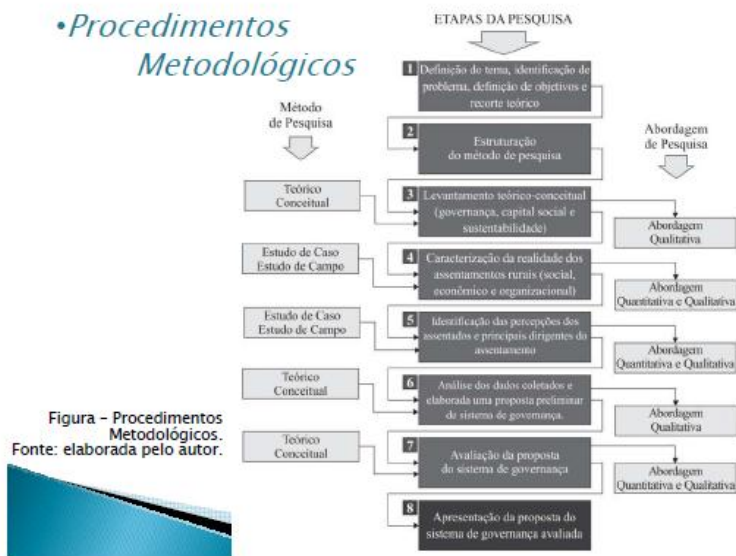 •Procedimentos
Metodológicos
ETAPAS DA PESQUISA
Método
de Pesquisa
Abordagem
de Pesquisa
1
Definição do tema, identificação de
problema, definição de objetivos e
recorte teórico
2
Estruturação
do método de pesquisa
Teórico
Conceitual
3
Levantamento teórico-conceitual
(governança, capital social e
sustentabilidade)
Abordagem
Qualitativa
Estudo de Caso
Estudo de Campo
4
Caracterização da realidade dos
assentamentos rurais (social,
econômico e organizacional)
Abordagem
Quantitativa e Qualitativa
Estudo de Caso
Estudo de Campo
5
Identificação das percepções dos
assentados e principais dirigentes do
assentamento
Abordagem
Quantitativa e Qualitativa
Teórico
Conceitual
6
Análise dos dados coletados e
elaborada uma proposta preliminar
de sistema de governança.
Abordagem
Qualitativa
Teórico
Conceitual
7
Avaliação da proposta
do sistema de governança
Abordagem
Quantitativa e Qualitativa
8
Apresentação da proposta do
sistema de governança avaliada
Figura – Procedimentos
Metodológicos.
Fonte: elaborada pelo autor.